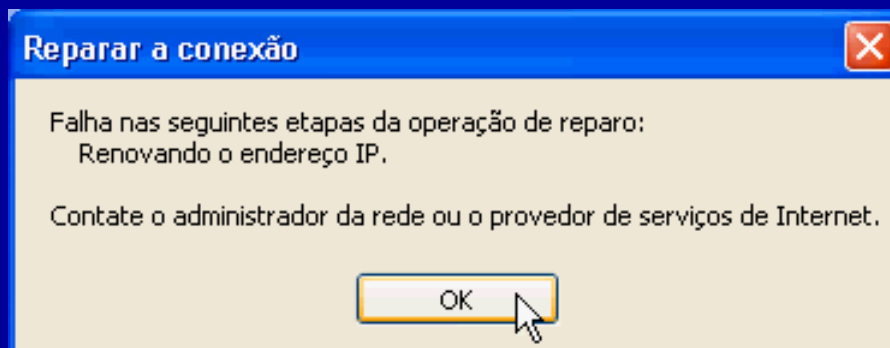 Reparar a conexão
Falha nas seguintes etapas da operação de reparo:
Renovando o endereço IP.
Contate o administrador da rede ou o provedor de serviços de Internet.
OK